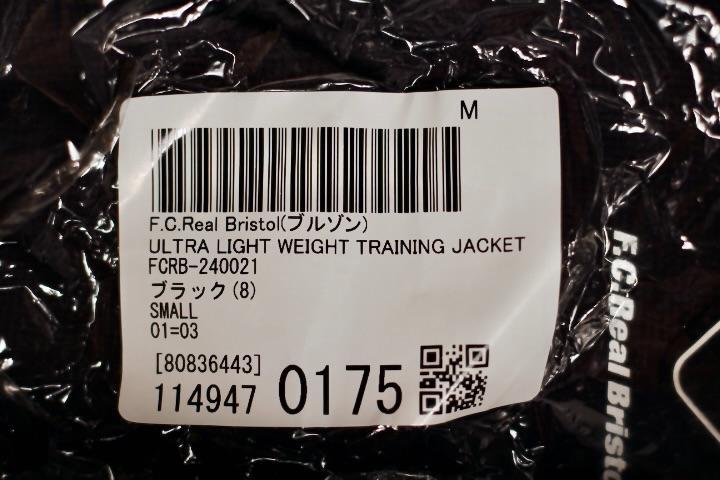 M
F.C.Real Bristol(ブルゾン)
ULTRA LIGHT WEIGHT TRAINING JACKET
FCRB-240021
ブラック(8)
SMALL
01=03
[80836443]
114947 0175
F.C.Real Bristo